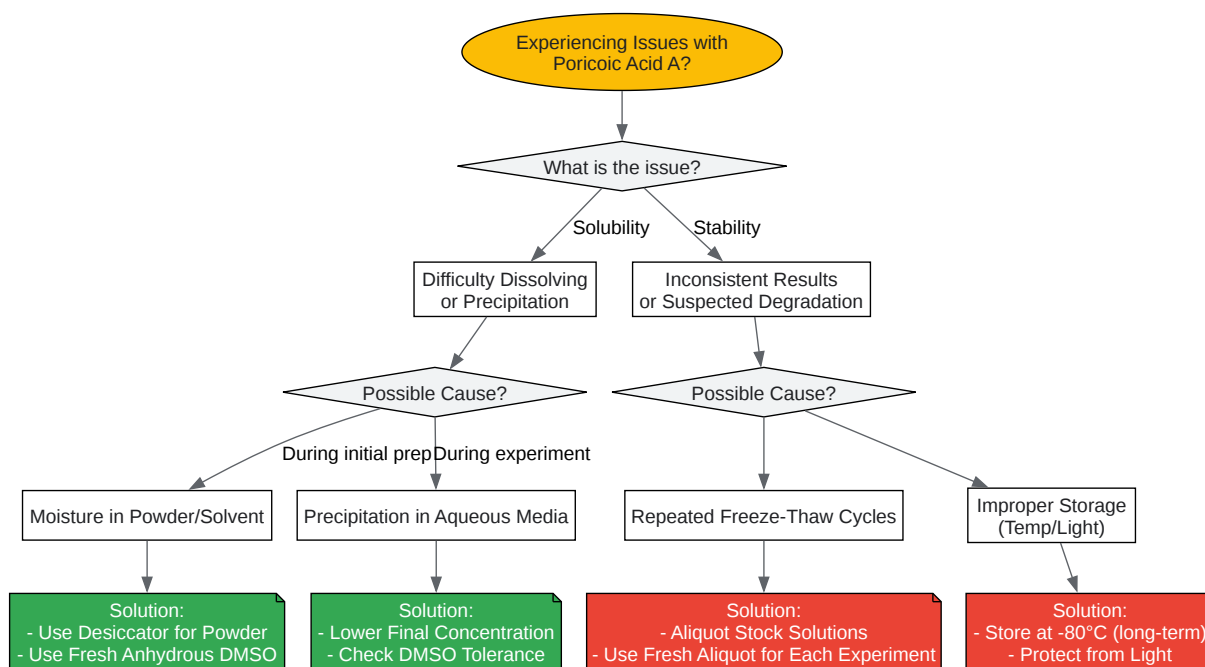 Experiencing Issues with
Poricoic Acid A?
What is the issue?
Solubility
Stability
Difficulty Dissolving
or Precipitation
Inconsistent Results
or Suspected Degradation
Possible Cause?
Possible Cause?
During initial prep
During experiment
Moisture in Powder/Solvent
Precipitation in Aqueous Media
Repeated Freeze-Thaw Cycles
Improper Storage
(Temp/Light)
Solution:
- Use Desiccator for Powder
- Use Fresh Anhydrous DMSO
Solution:
- Lower Final Concentration
- Check DMSO Tolerance
Solution:
- Aliquot Stock Solutions
- Use Fresh Aliquot for Each Experiment
Solution:
- Store at -80°C (long-term)
- Protect from Light